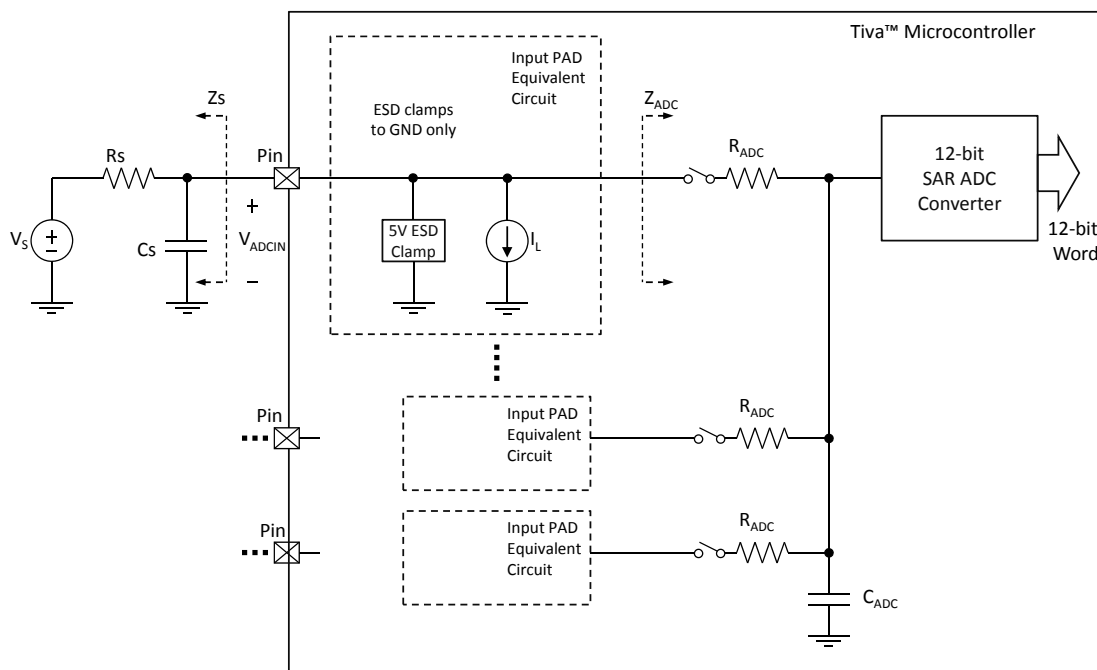 Tiva™ Microcontroller
Input PAD
Equivalent
Circuit
ESD clamps
to GND only
Zs
ZADC
Rs
Pin
RADC
12-bit
SAR ADC
Converter
VS
+
−
Cs
+
VADCIN
−
5V ESD
Clamp
IL
12-bit
Word
Pin
Input PAD
Equivalent
Circuit
RADC
Pin
Input PAD
Equivalent
Circuit
RADC
CADC